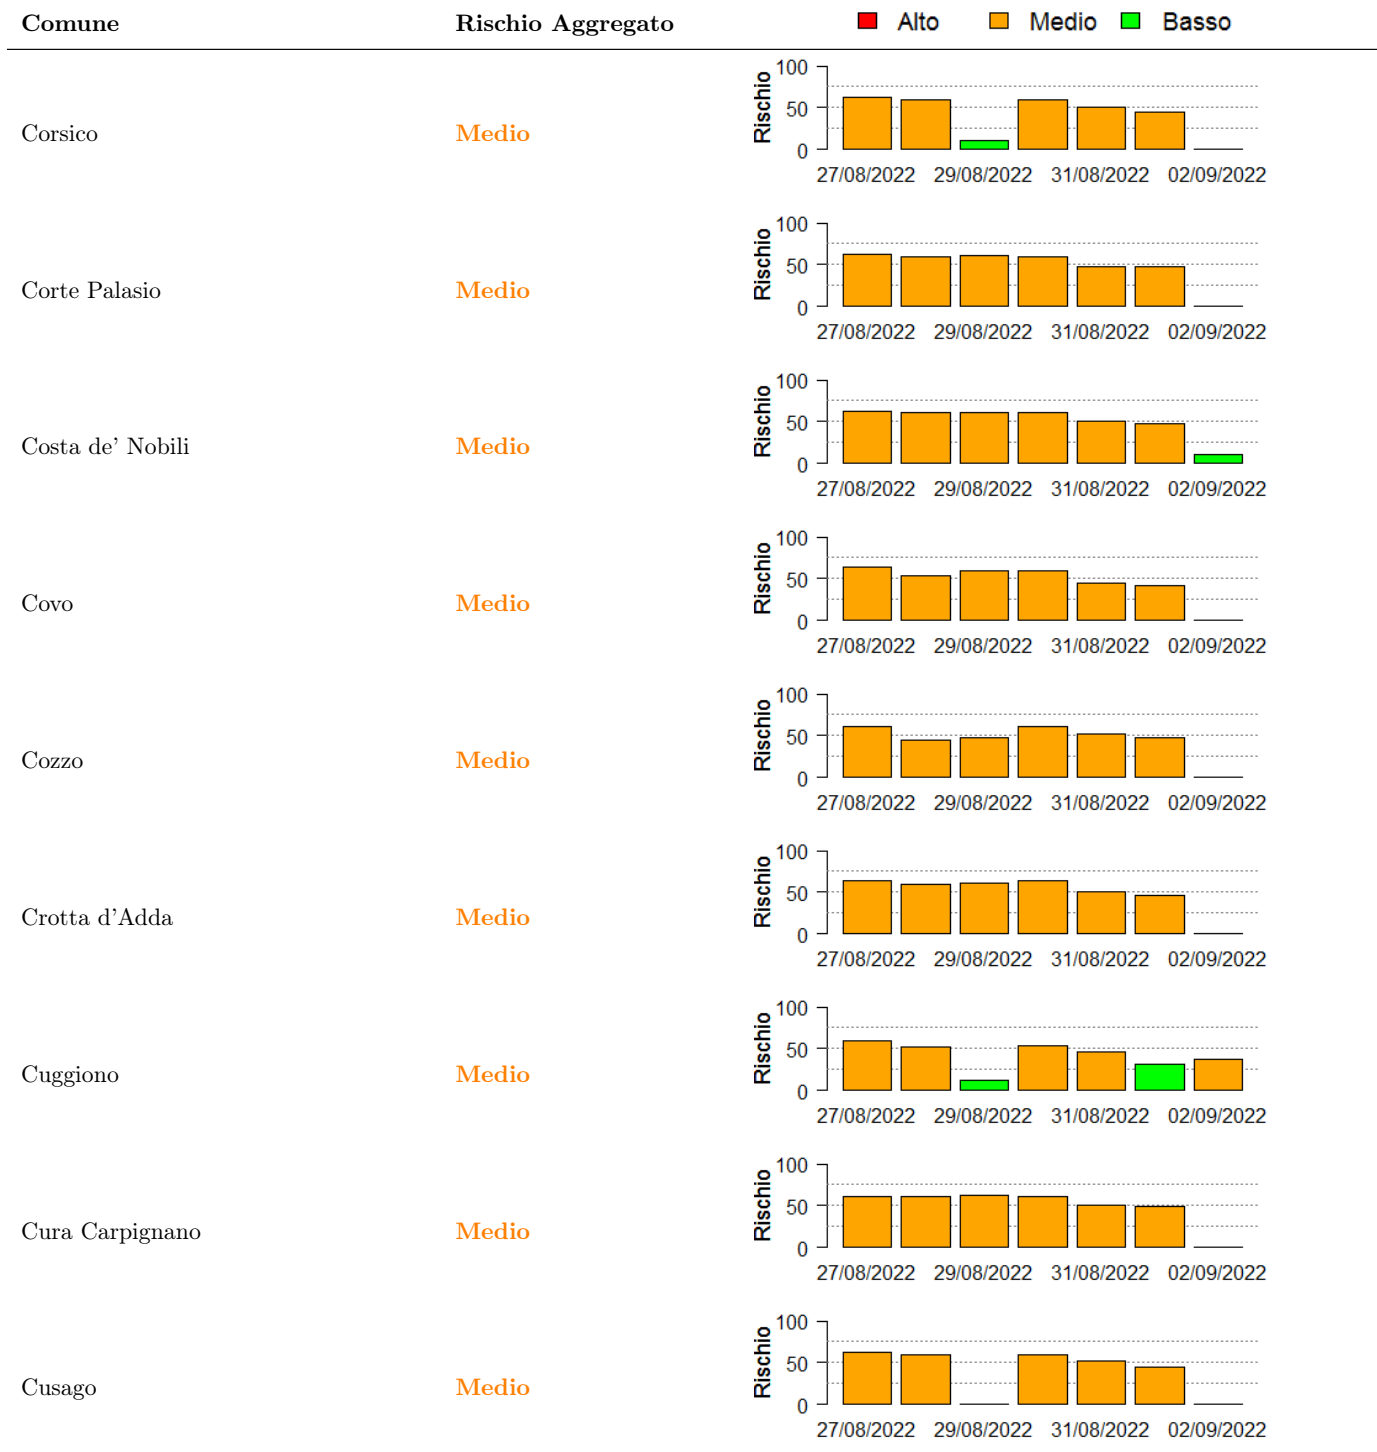 Comune Rischio Aggregato Alto Medio Basso
100
50
0
Rischio
Corsico Medio
27/08/2022 29/08/2022 31/08/2022 02/09/2022
100
50
0
Rischio
Corte Palasio Medio
27/08/2022 29/08/2022 31/08/2022 02/09/2022
100
50
0
Rischio
Costa de’ Nobili Medio
27/08/2022 29/08/2022 31/08/2022 02/09/2022
100
50
0
Rischio
Covo Medio
27/08/2022 29/08/2022 31/08/2022 02/09/2022
100
50
0
Rischio
Cozzo Medio
27/08/2022 29/08/2022 31/08/2022 02/09/2022
100
50
0
Rischio
Crotta d’Adda Medio
27/08/2022 29/08/2022 31/08/2022 02/09/2022
100
50
0
Rischio
Cuggiono Medio
27/08/2022 29/08/2022 31/08/2022 02/09/2022
100
50
0
Rischio
Cura Carpignano Medio
27/08/2022 29/08/2022 31/08/2022 02/09/2022
100
50
0
Rischio
Cusago Medio
27/08/2022 29/08/2022 31/08/2022 02/09/2022